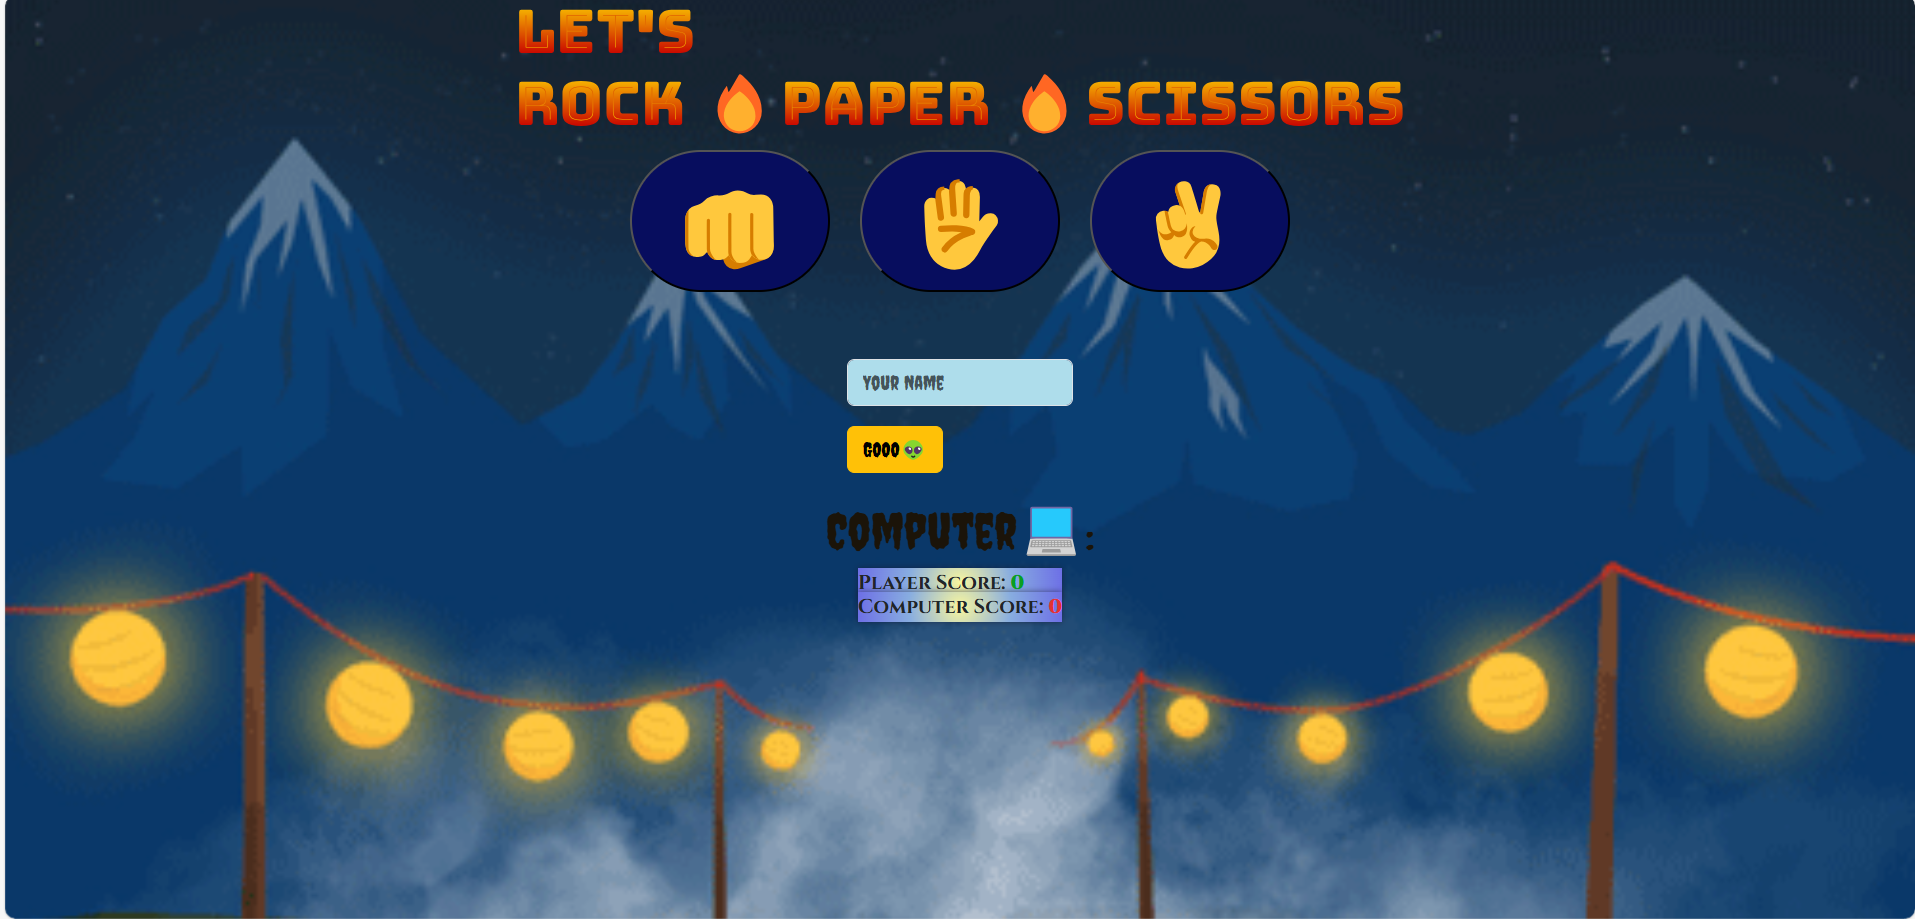 LET'S
ROCK 🔥 PAPER 🔥 SCISSORS
YOUR NAME
GOOO 👽
COMPUTER 💻 :
PLAYER SCORE: 0
COMPUTER SCORE: 0